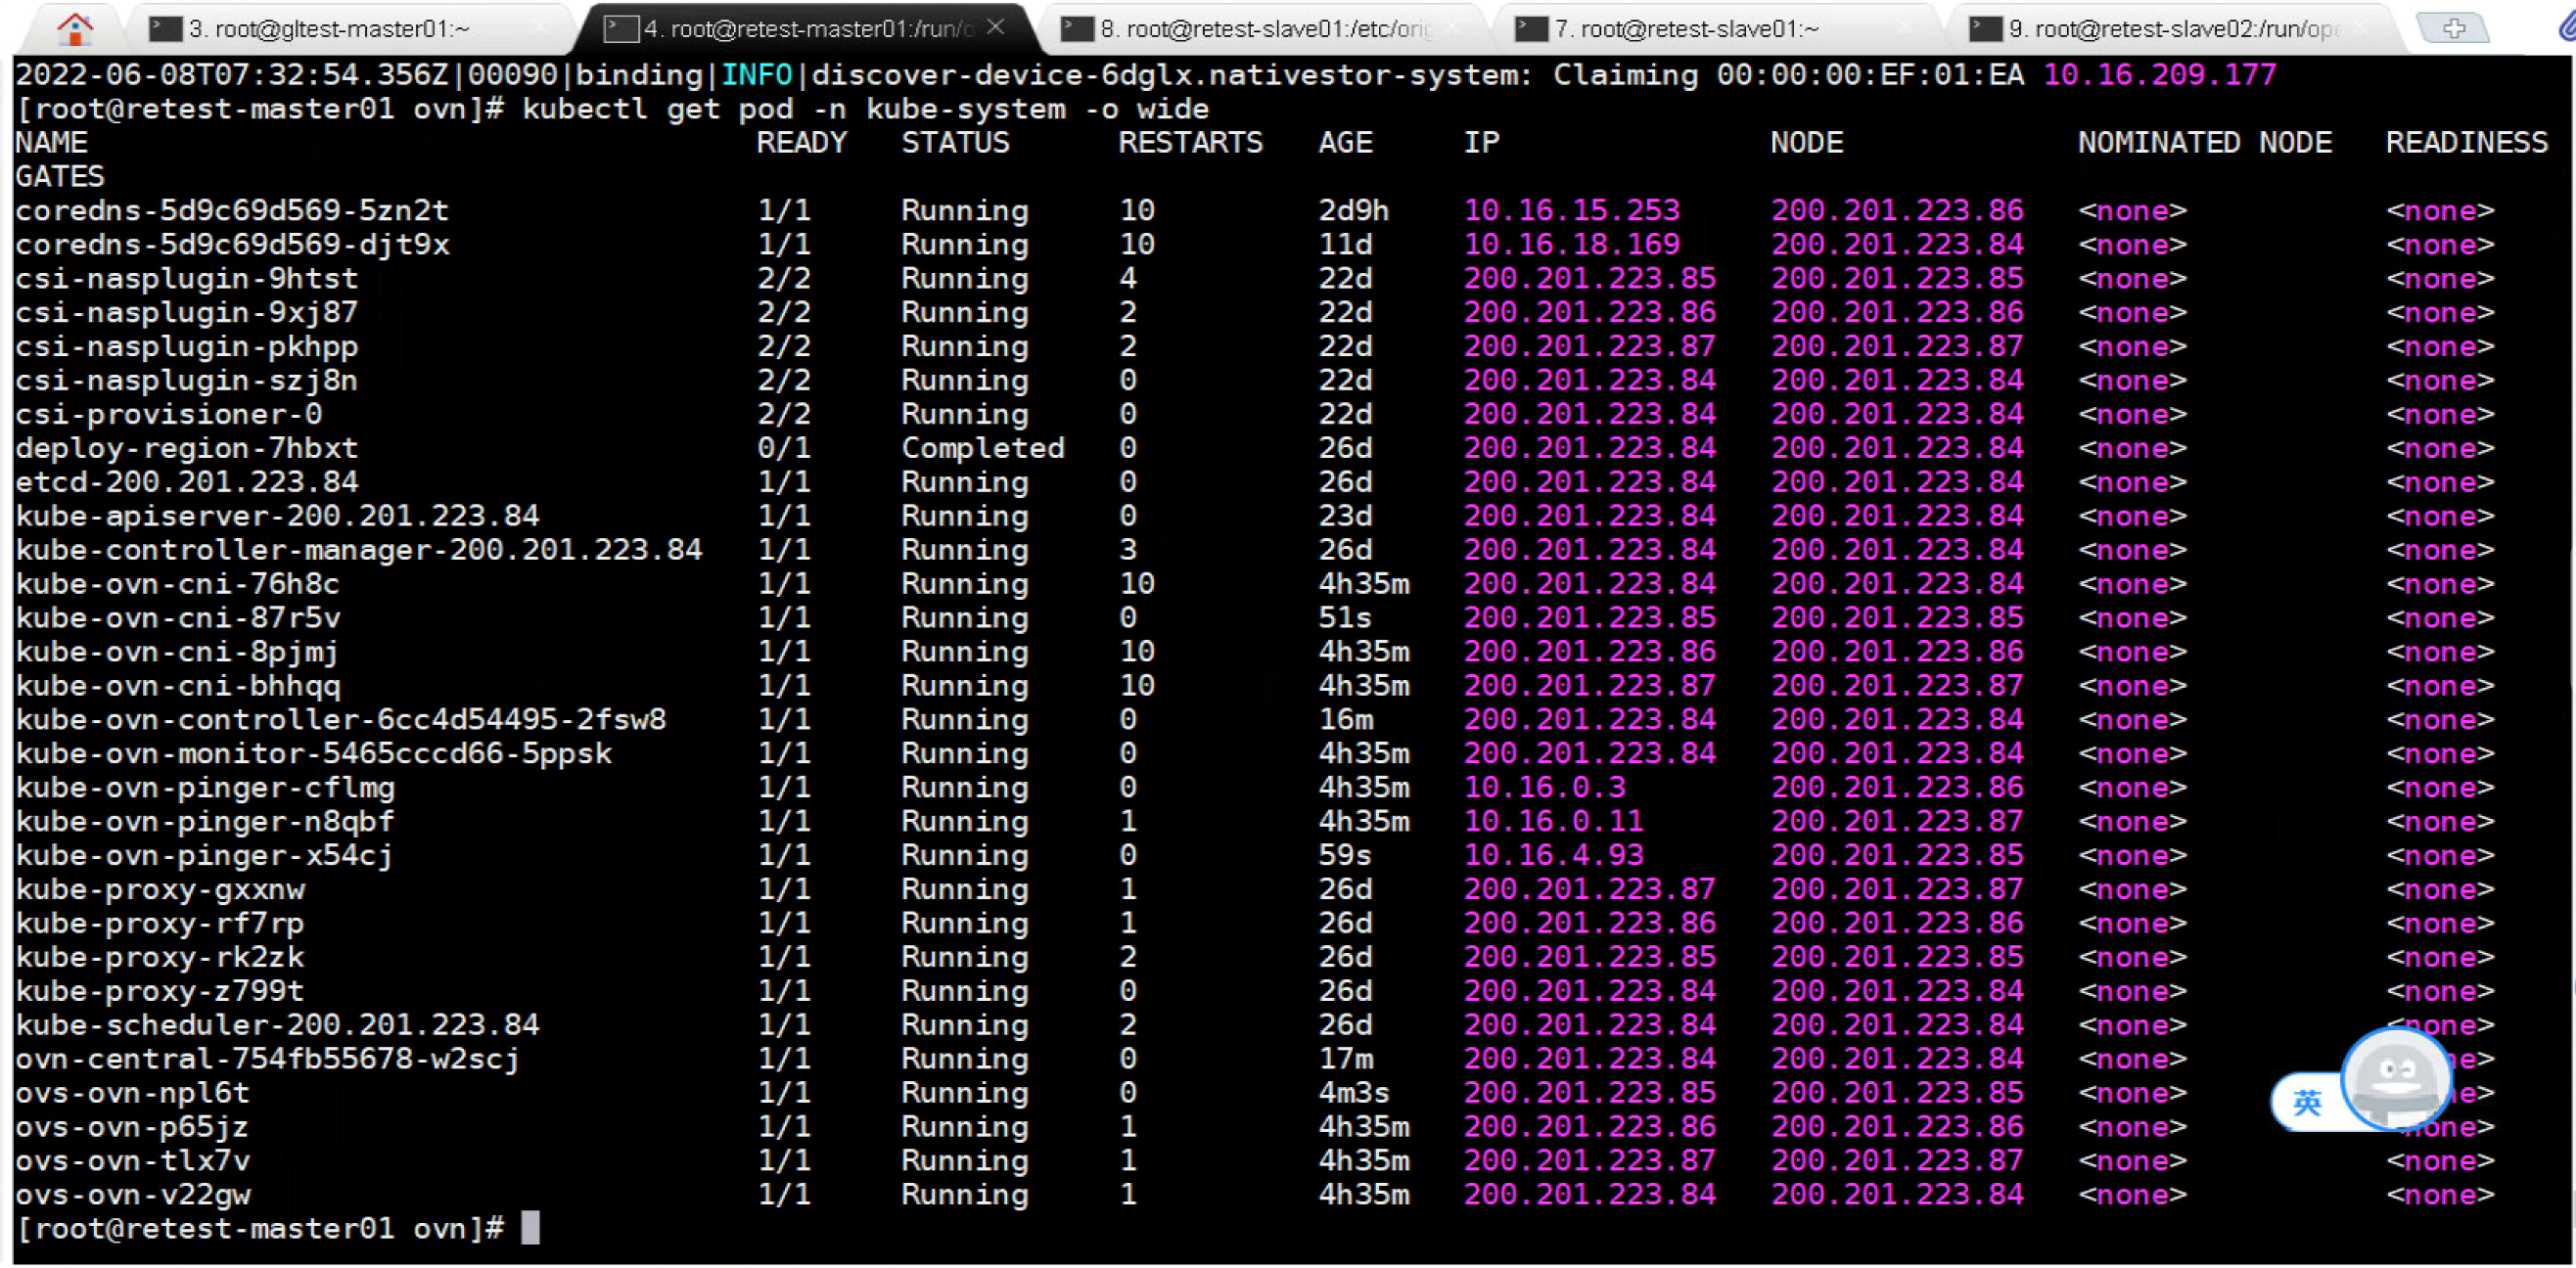 3. root@gltest-master01:~
4. root@retest-master01:/run/o
8. root@retest-slave01:/etc/orig
7. root@retest-slave01:~
9. root@retest-slave02:/run/ope
2022-06-08T07:32:54.356Z|00090|binding|INFO|discover-device-6dglx.nativestor-system: Claiming 00:00:00:EF:01:EA 10.16.209.177
[root@retest-master01 ovn]# kubectl get pod -n kube-system -o wide
NAME READY STATUS RESTARTS AGE IP NODE NOMINATED NODE READINESS
GATES
coredns-5d9c69d569-5zn2t 1/1 Running 10 2d9h 10.16.15.253 200.201.223.86 <none> <none>
coredns-5d9c69d569-djt9x 1/1 Running 10 11d 10.16.18.169 200.201.223.84 <none> <none>
csi-nasplugin-9htst 2/2 Running 4 22d 200.201.223.85 200.201.223.85 <none> <none>
csi-nasplugin-9xj87 2/2 Running 2 22d 200.201.223.86 200.201.223.86 <none> <none>
csi-nasplugin-pkhpp 2/2 Running 2 22d 200.201.223.87 200.201.223.87 <none> <none>
csi-nasplugin-szj8n 2/2 Running 0 22d 200.201.223.84 200.201.223.84 <none> <none>
csi-provisioner-0 2/2 Running 0 22d 200.201.223.84 200.201.223.84 <none> <none>
deploy-region-7hbxt 0/1 Completed 0 26d 200.201.223.84 200.201.223.84 <none> <none>
etcd-200.201.223.84 1/1 Running 0 26d 200.201.223.84 200.201.223.84 <none> <none>
kube-apiserver-200.201.223.84 1/1 Running 0 23d 200.201.223.84 200.201.223.84 <none> <none>
kube-controller-manager-200.201.223.84 1/1 Running 3 26d 200.201.223.84 200.201.223.84 <none> <none>
kube-ovn-cni-76h8c 1/1 Running 10 4h35m 200.201.223.84 200.201.223.84 <none> <none>
kube-ovn-cni-87r5v 1/1 Running 0 51s 200.201.223.85 200.201.223.85 <none> <none>
kube-ovn-cni-8pjmj 1/1 Running 10 4h35m 200.201.223.86 200.201.223.86 <none> <none>
kube-ovn-cni-bhhqq 1/1 Running 10 4h35m 200.201.223.87 200.201.223.87 <none> <none>
kube-ovn-controller-6cc4d54495-2fsw8 1/1 Running 0 16m 200.201.223.84 200.201.223.84 <none> <none>
kube-ovn-monitor-5465cccd66-5ppsk 1/1 Running 0 4h35m 200.201.223.84 200.201.223.84 <none> <none>
kube-ovn-pinger-cflmg 1/1 Running 0 4h35m 10.16.0.3 200.201.223.86 <none> <none>
kube-ovn-pinger-n8qbf 1/1 Running 1 4h35m 10.16.0.11 200.201.223.87 <none> <none>
kube-ovn-pinger-x54cj 1/1 Running 0 59s 10.16.4.93 200.201.223.85 <none> <none>
kube-proxy-gxxnw 1/1 Running 1 26d 200.201.223.87 200.201.223.87 <none> <none>
kube-proxy-rf7rp 1/1 Running 1 26d 200.201.223.86 200.201.223.86 <none> <none>
kube-proxy-rk2zk 1/1 Running 2 26d 200.201.223.85 200.201.223.85 <none> <none>
kube-proxy-z799t 1/1 Running 0 26d 200.201.223.84 200.201.223.84 <none> <none>
kube-scheduler-200.201.223.84 1/1 Running 2 26d 200.201.223.84 200.201.223.84 <none> <none>
ovn-central-754fb55678-w2scj 1/1 Running 0 17m 200.201.223.84 200.201.223.84 <none>
ovs-ovn-npl6t 1/1 Running 0 4m3s 200.201.223.85 200.201.223.85 <none>
英
ovs-ovn-p65jz 1/1 Running 1 4h35m 200.201.223.86 200.201.223.86 <none> <none>
ovs-ovn-tlx7v 1/1 Running 1 4h35m 200.201.223.87 200.201.223.87 <none> <none>
ovs-ovn-v22gw 1/1 Running 1 4h35m 200.201.223.84 200.201.223.84 <none> <none>
[root@retest-master01 ovn]#